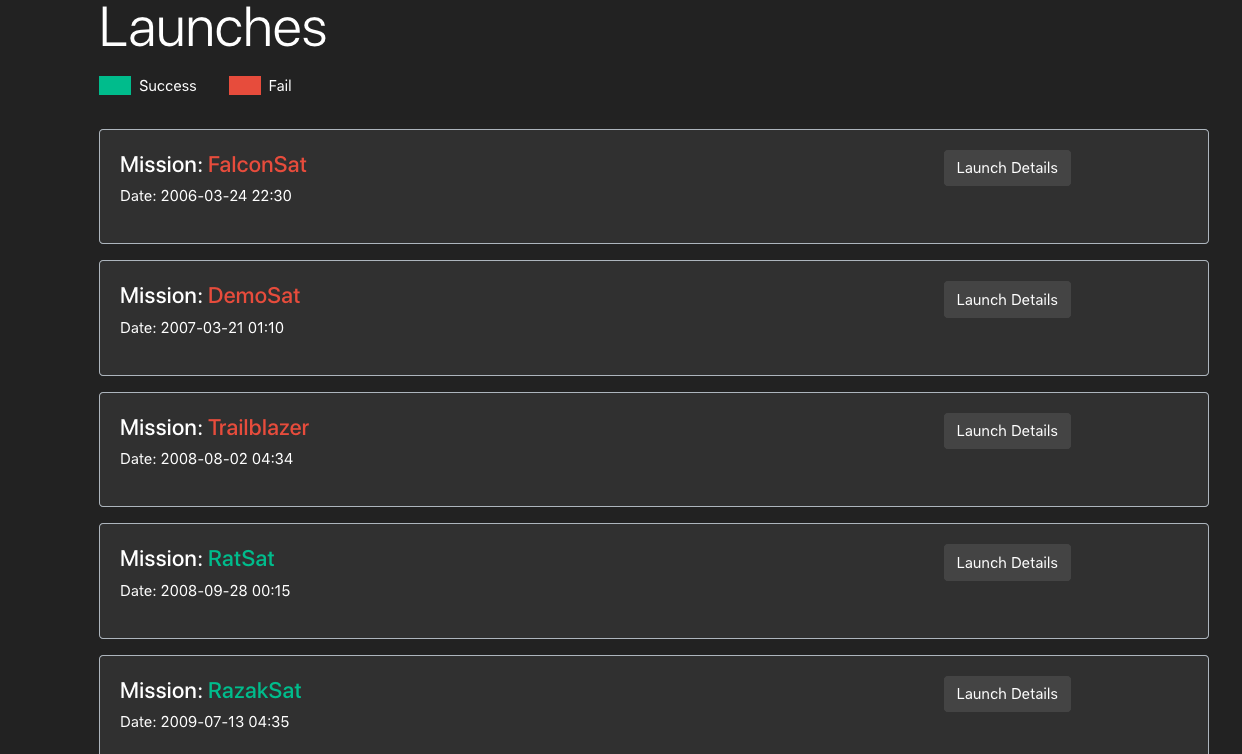 Launches
Success Fail
Mission: FalconSat Launch Details
Date: 2006-03-24 22:30
Mission: DemoSat Launch Details
Date: 2007-03-21 01:10
Mission: Trailblazer Launch Details
Date: 2008-08-02 04:34
Mission: RatSat Launch Details
Date: 2008-09-28 00:15
Mission: RazakSat Launch Details
Date: 2009-07-13 04:35